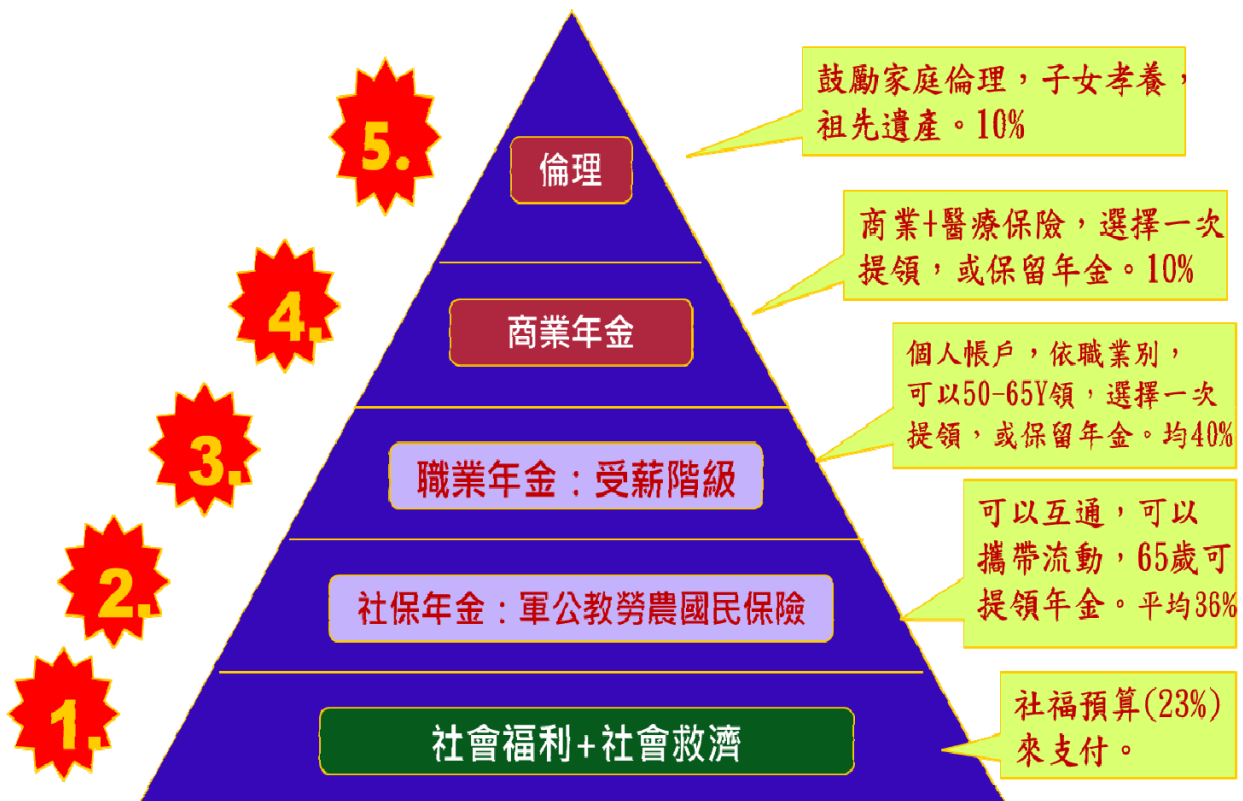 5.
倫理
鼓勵家庭倫理，子女孝養，
祖先遺產。10%
4.
商業年金
商業+醫療保險，選擇一次
提領，或保留年金。10%
3.
職業年金：受薪階級
個人帳戶，依職業別，
可以50-65Y領，選擇一次
提領，或保留年金。均40%
2.
社保年金：軍公教勞農國民保險
可以互通，可以
攜帶流動，65歲可
提領年金。平均36%
1.
社會福利+社會救濟
社福預算(23%)
來支付。